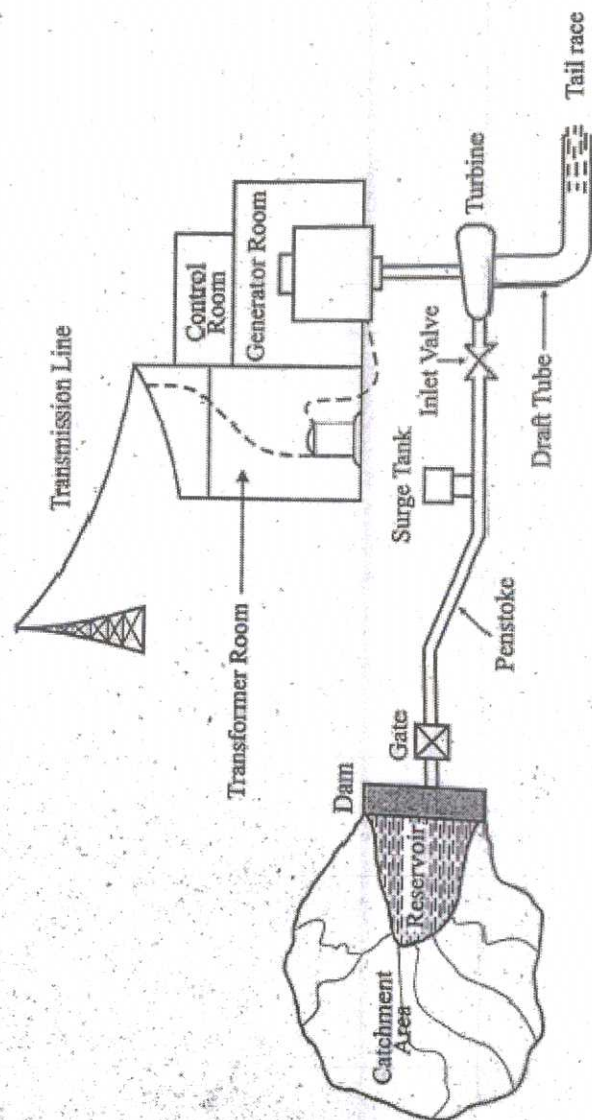 Transmission Line
Control
Room
Generator Room
Transformer Room
Surge Tank
Inlet Valve
Turbine
Tail race
Dam
Gate
Reservoir
Catchment
Area
Penstoke
Draft Tube